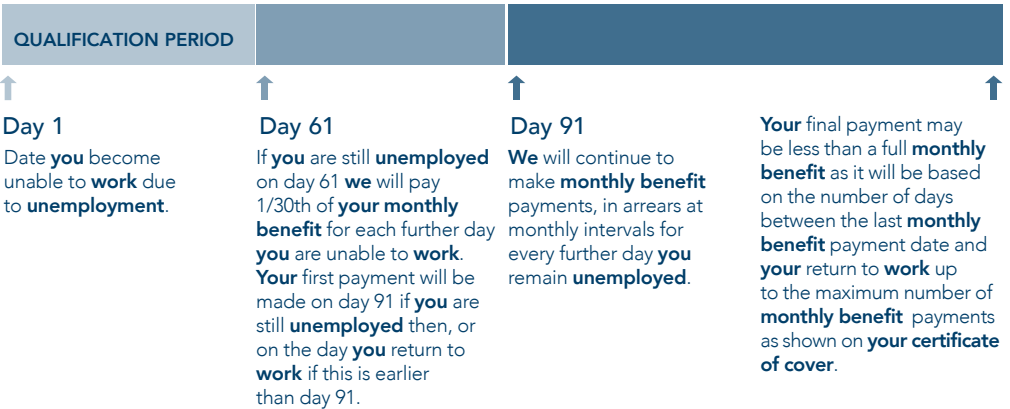 QUALIFICATION PERIOD
Day 1
Date you become
unable to work due
to unemployment.
Day 61
If you are still unemployed
on day 61 we will pay
1/30th of your monthly
benefit for each further day
you are unable to work.
Your first payment will be
made on day 91 if you are
still unemployed then, or
on the day you return to
work if this is earlier
than day 91.
Day 91
We will continue to
make monthly benefit
payments, in arrears at
monthly intervals for
every further day you
remain unemployed.
Your final payment may
be less than a full monthly
benefit as it will be based
on the number of days
between the last monthly
benefit payment date and
your return to work up
to the maximum number of
monthly benefit payments
as shown on your certificate
of cover.